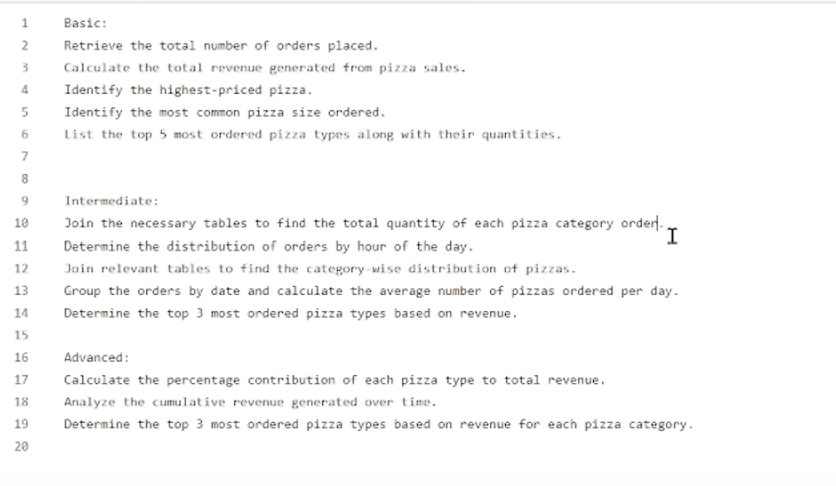 1 Basic:
2 Retrieve the total number of orders placed.
3 Calculate the total revenue generated from pizza sales.
4 Identify the highest-priced pizza.
5 Identify the most common pizza size ordered.
6 List the top 5 most ordered pizza types along with their quantities.
7
8
9 Intermediate:
10 Join the necessary tables to find the total quantity of each pizza category order.
11 Determine the distribution of orders by hour of the day.
12 Join relevant tables to find the category-wise distribution of pizzas.
13 Group the orders by date and calculate the average number of pizzas ordered per day.
14 Determine the top 3 most ordered pizza types based on revenue.
15
16 Advanced:
17 Calculate the percentage contribution of each pizza type to total revenue.
18 Analyze the cumulative revenue generated over time.
19 Determine the top 3 most ordered pizza types based on revenue for each pizza category.
20